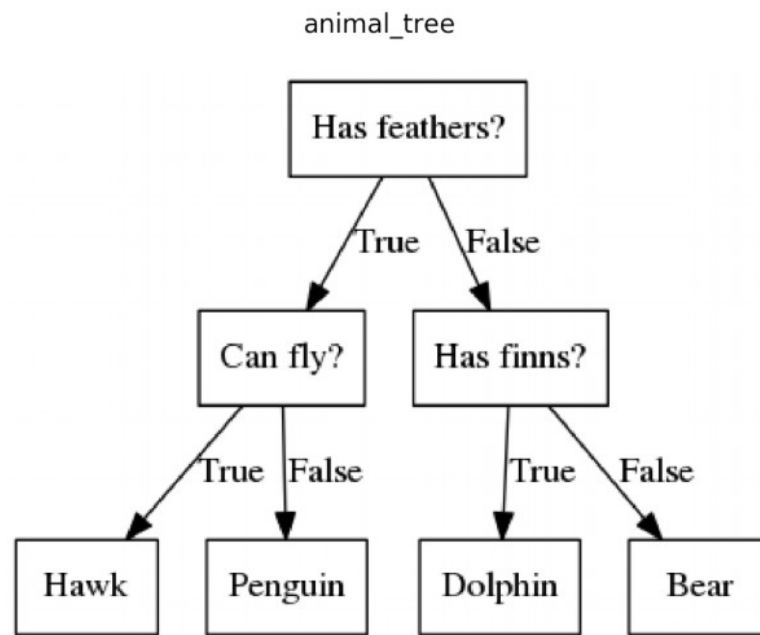 animal_tree
Has feathers?
True False
Can fly? Has finns?
True False True False
Hawk Penguin Dolphin Bear